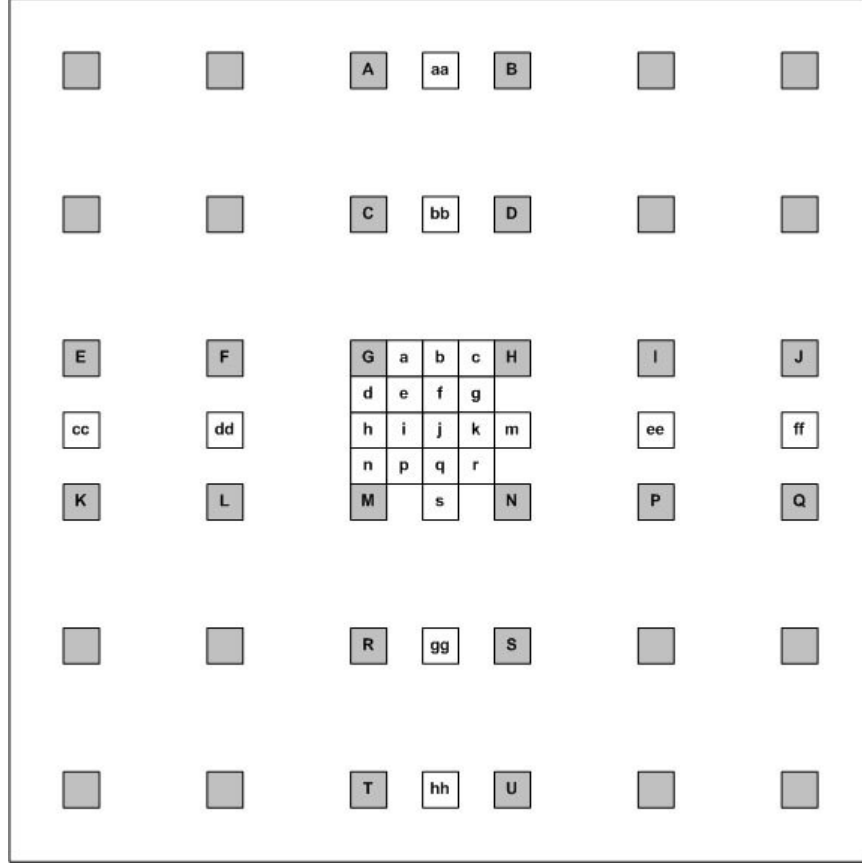 A aa B
C bb D
E F G a b c H I J
d e f g
cc dd h i j k m ee ff
n p q r
K L M s N P Q
R gg S
T hh U